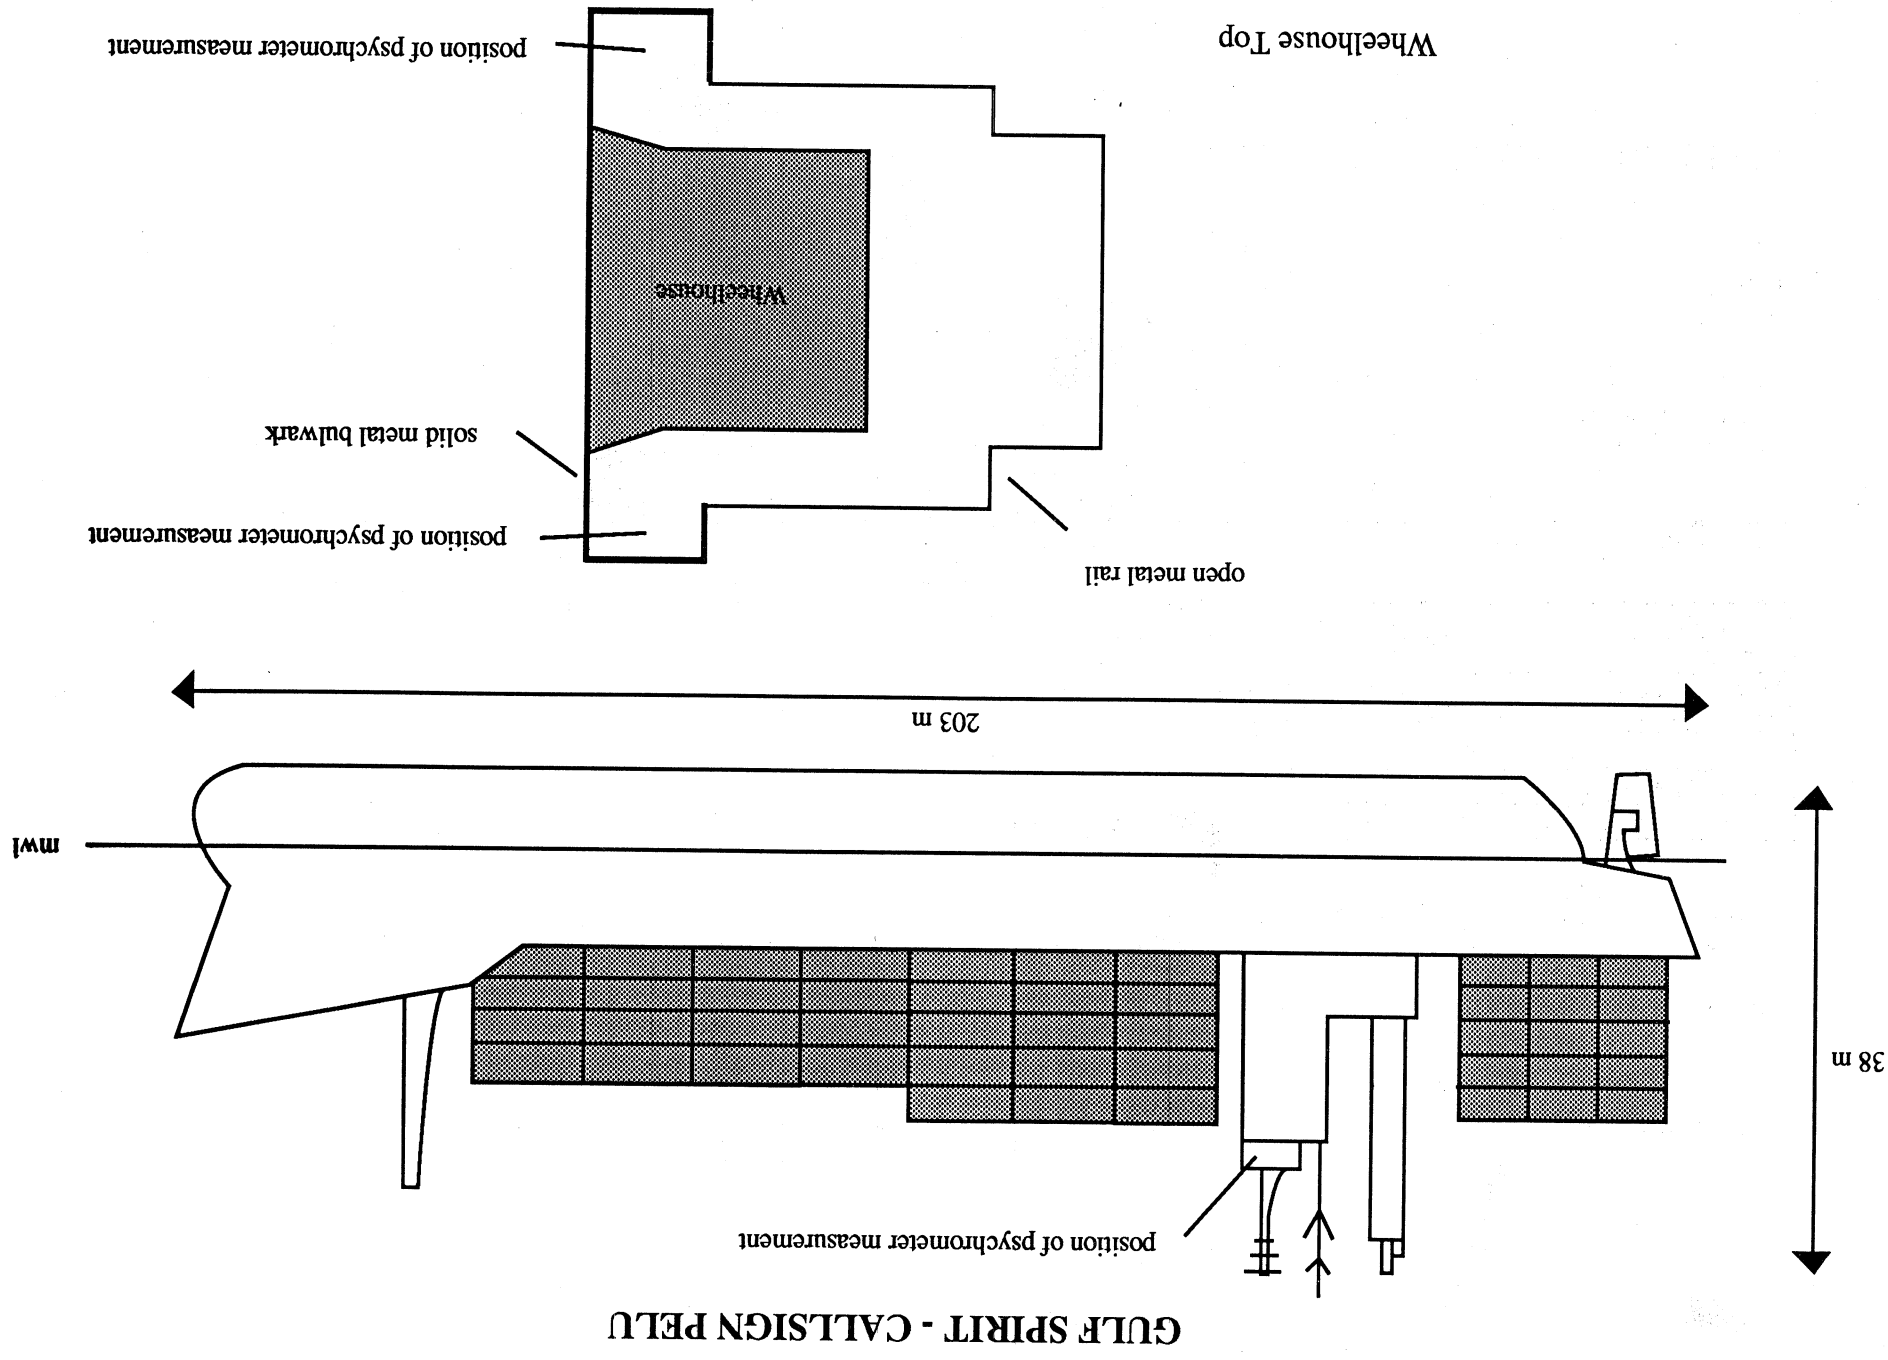 GULF SPIRIT - CALLSIGN PELU
position of psychrometer measurement
38 m
mwl
203 m
open metal rail
position of psychrometer measurement
solid metal bulwark
Wheelhouse
position of psychrometer measurement
Wheelhouse Top